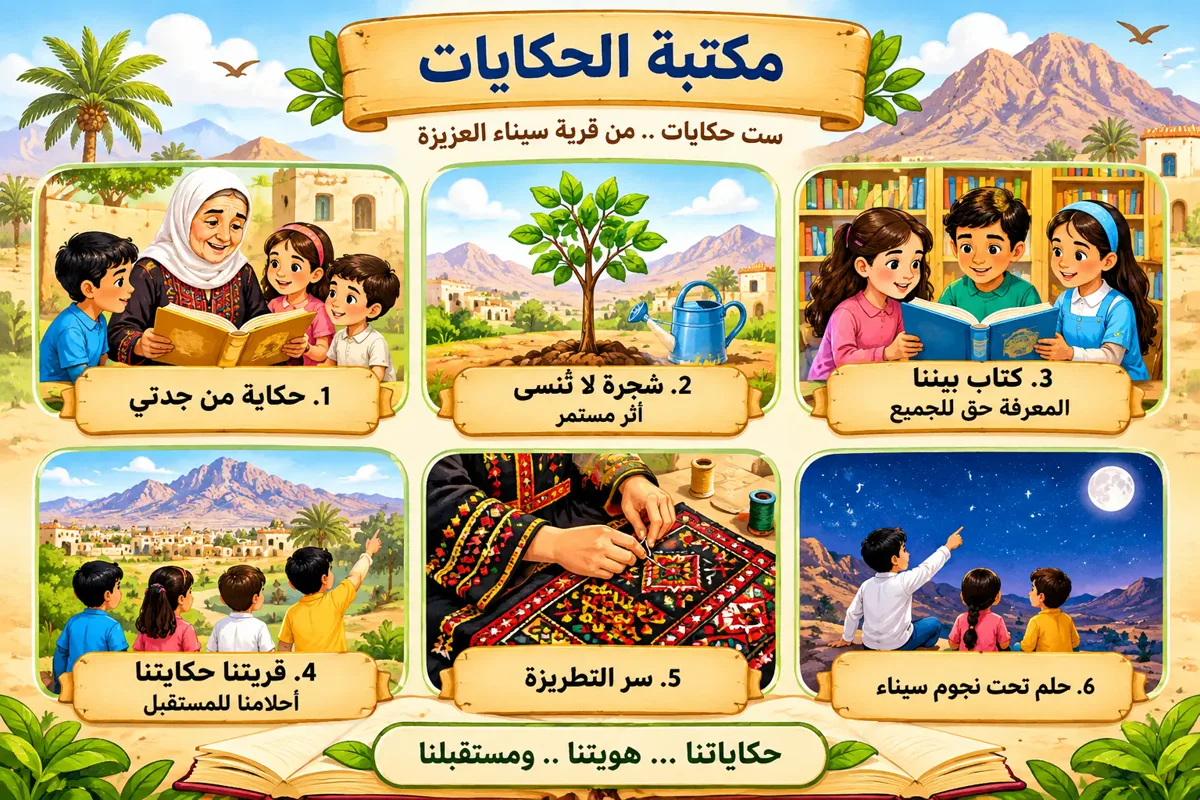 مكتبة الحكايات
ست حكايات .. من قرية سيناء العزيزة
1. حكاية من جدتي
2. شجرة لا تُنسى
أثر مستمر
3. كتاب بيننا
المعرفة حق للجميع
4. قريتنا حكايتنا
أحلامنا للمستقبل
5. سر التطريزة
6. حلم تحت نجوم سيناء
حكاياتنا ... هويتنا .. ومستقبلنا